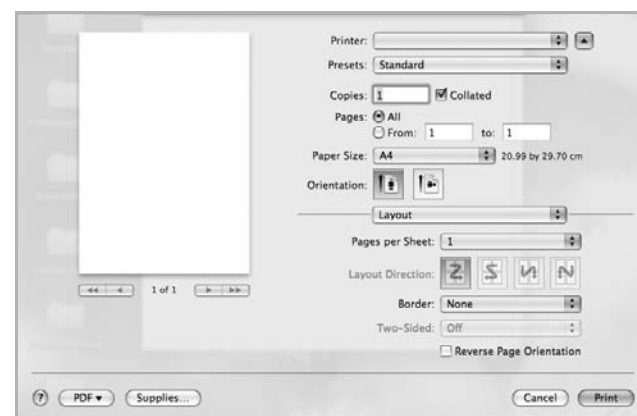 Printer:
Presets: Standard
Copies: 1 Collated
Pages: All
From: 1 to: 1
Paper Size: A4 20.99 by 29.70 cm
Orientation:
Layout
Pages per Sheet: 1
Layout Direction:
Border: None
Two-Sided: Off
Reverse Page Orientation
1 of 1
? PDF Supplies... Cancel Print